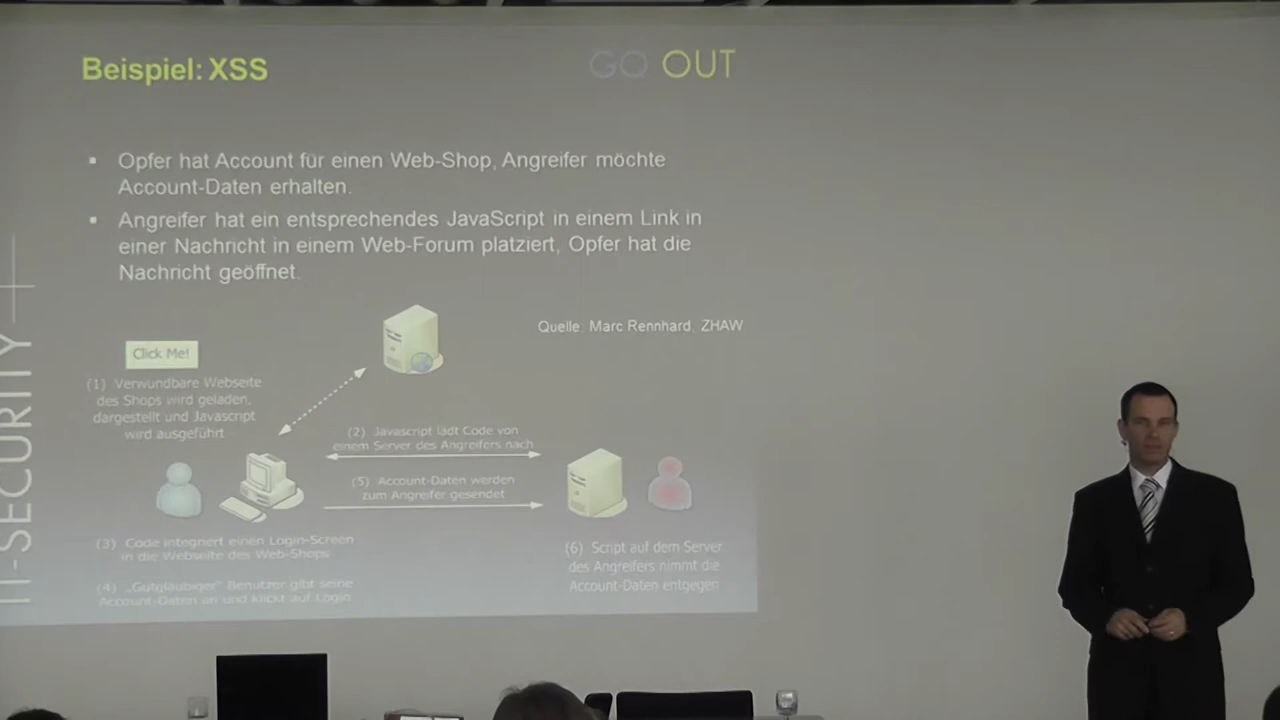 Beispiel: XSS
GO OUT
Opfer hat Account für einen Web-Shop, Angreifer möchte
Account-Daten erhalten.
Angreifer hat ein entsprechendes JavaScript in einem Link in
einer Nachricht in einem Web-Forum platziert, Opfer hat die
Nachricht geöffnet.
Quelle: Marc Rennhard, ZHAW
Click Me!
(1) Verwundbare Webseite
des Shops wird geladen,
dargestellt und Javascript
wird ausgeführt
(2) Javascript lädt Code von
einem Server des Angreifers nach
(5) Account-Daten werden
zum Angreifer gesendet
(3) Code integriert einen Login-Screen
in die Webseite des Web-Shops
(4) „Gutgläubiger" Benutzer gibt seine
Account-Daten an und klickt auf Login
(6) Script auf dem Server
des Angreifers nimmt die
Account-Daten entgegen
IT-SECURITY